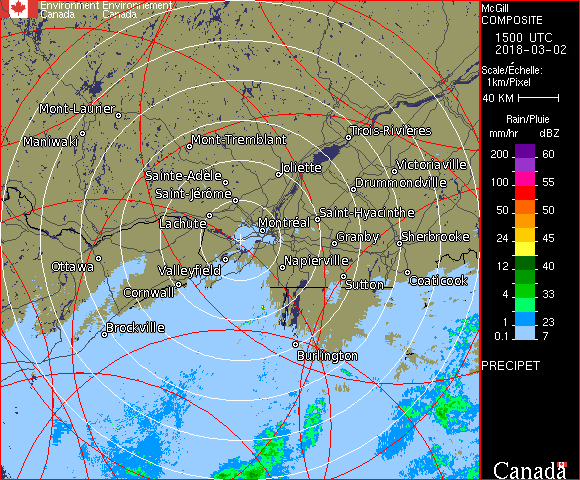 Environment Environnement
Canada Canada
McGill
COMPOSITE
1500 UTC
2018-03-02
Scale/Échelle:
1km/Pixel
40 KM
Rain/Pluie
mm/hr dBZ
200 60
100 55
50 50
24 45
12 40
4 33
1 23
0.1 7
PRECIPET
Canada
Mont-Laurier
Maniwaki
Mont-Tremblant
Trois-Rivières
Sainte-Adèle
Joliette
Victoriaville
Saint-Jérôme
Drummondville
Lachute
Montréal
Saint-Hyacinthe
Granby
Sherbrooke
Ottawa
Valleyfield
Napierville
Cornwall
Sutton
Coaticook
Brockville
Burlington